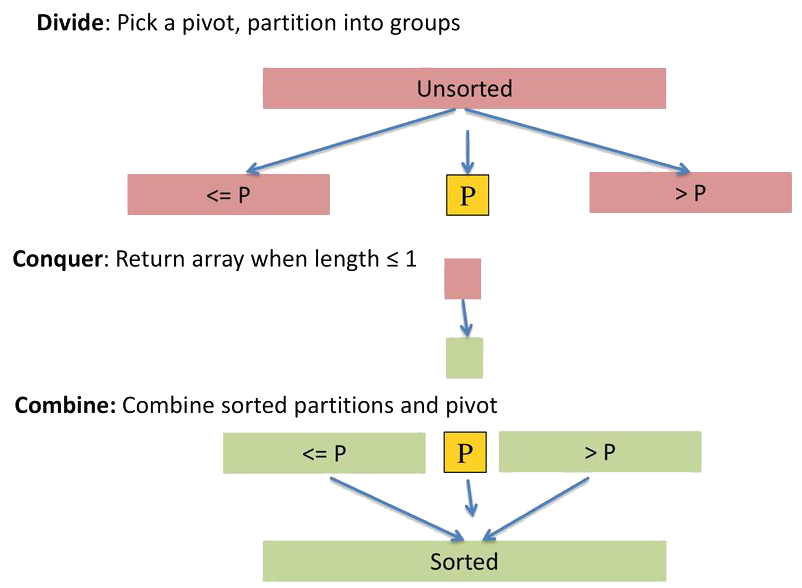 Divide: Pick a pivot, partition into groups
Unsorted
<= P
P
> P
Conquer: Return array when length ≤ 1
Combine: Combine sorted partitions and pivot
<= P
P
> P
Sorted